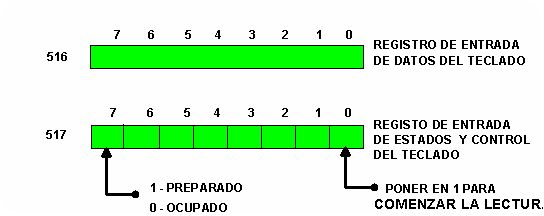 7 6 5 4 3 2 1 0
516
REGISTRO DE ENTRADA
DE DATOS DEL TECLADO
7 6 5 4 3 2 1 0
517
REGISTO DE ENTRADA
DE ESTADOS Y CONTROL
DEL TECLADO
1 - PREPARADO
0 - OCUPADO
PONER EN 1 PARA
COMENZAR LA LECTUR.